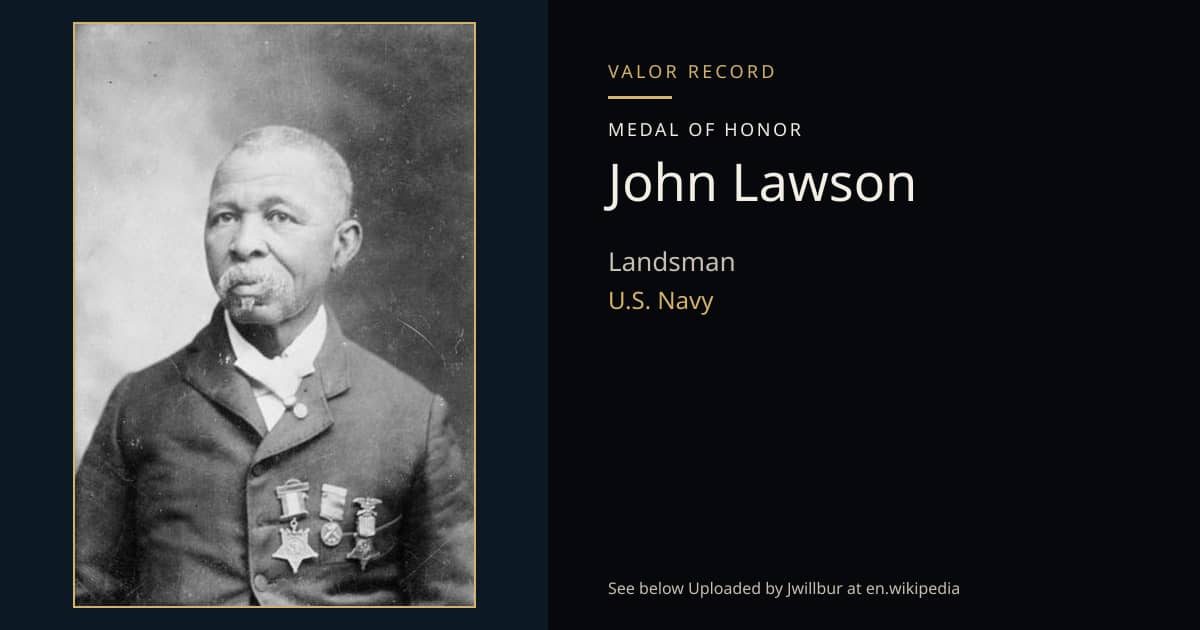 VALOR RECORD
MEDAL OF HONOR
John Lawson
Landsman
U.S. Navy
See below Uploaded by Jwillbur at en.wikipedia